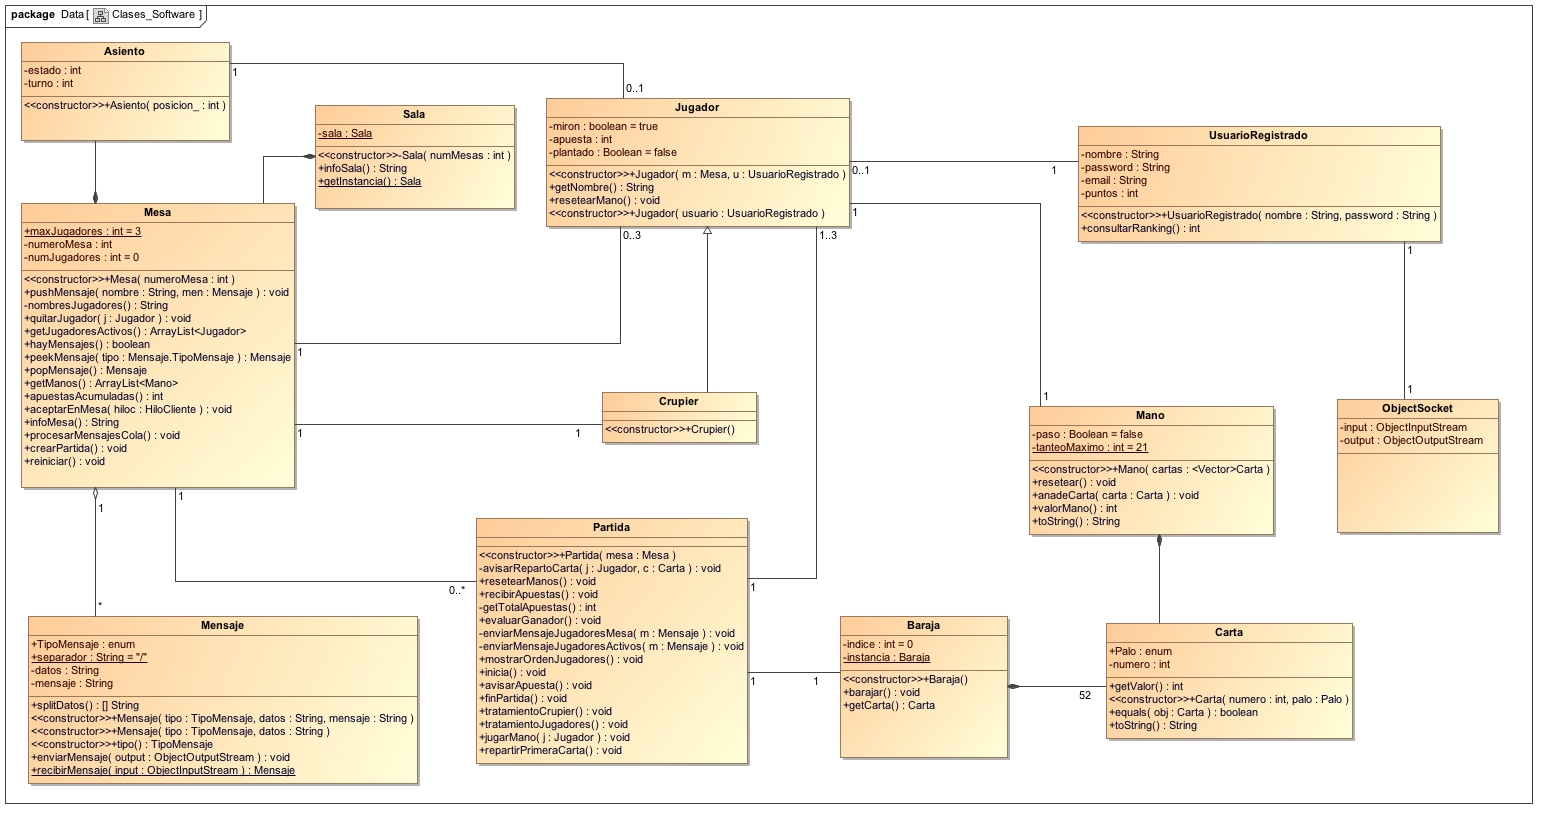 package Data [ Clases_Software ]
Asiento
-estado : int
-turno : int
<<constructor>>+Asiento( posicion_ : int )
1
0..1
Sala
-sala : Sala
<<constructor>>-Sala( numMesas : int )
+infoSala() : String
+getInstancia() : Sala
Jugador
-miron : boolean = true
-apuesta : int
-plantado : Boolean = false
<<constructor>>+Jugador( m : Mesa, u : UsuarioRegistrado )
+getNombre() : String
+resetearMano() : void
<<constructor>>+Jugador( usuario : UsuarioRegistrado )
0..1
1
1
0..3
1..3
UsuarioRegistrado
-nombre : String
-password : String
-email : String
-puntos : int
<<constructor>>+UsuarioRegistrado( nombre : String, password : String )
+consultarRanking() : int
1
1
Mesa
+maxJugadores : int = 3
-numeroMesa : int
-numJugadores : int = 0
<<constructor>>+Mesa( numeroMesa : int )
+pushMensaje( nombre : String, men : Mensaje ) : void
-nombresJugadores() : String
+quitarJugador( j : Jugador ) : void
+getJugadoresActivos() : ArrayList<Jugador>
+hayMensajes() : boolean
+peekMensaje( tipo : Mensaje.TipoMensaje ) : Mensaje
+popMensaje() : Mensaje
+getManos() : ArrayList<Mano>
+apuestasAcumuladas() : int
+aceptarEnMesa( hiloc : HiloCliente ) : void
+infoMesa() : String
+procesarMensajesCola() : void
+crearPartida() : void
+reiniciar() : void
1
1
1
1
1
Crupier
<<constructor>>+Crupier()
1
Mano
-paso : Boolean = false
-tanteoMaximo : int = 21
<<constructor>>+Mano( cartas : <Vector>Carta )
+resetear() : void
+anadeCarta( carta : Carta ) : void
+valorMano() : int
+toString() : String
ObjectSocket
-input : ObjectInputStream
-output : ObjectOutputStream
Partida
<<constructor>>+Partida( mesa : Mesa )
-avisarRepartoCarta( j : Jugador, c : Carta ) : void
+resetearManos() : void
+recibirApuestas() : void
-getTotalApuestas() : int
+evaluarGanador() : void
-enviarMensajeJugadoresMesa( m : Mensaje ) : void
-enviarMensajeJugadoresActivos( m : Mensaje ) : void
+mostrarOrdenJugadores() : void
+inicia() : void
+avisarApuesta() : void
+finPartida() : void
+tratamientoCrupier() : void
+tratamientoJugadores() : void
+jugarMano( j : Jugador ) : void
+repartirPrimeraCarta() : void
0..*
1
1
1
*
Mensaje
+TipoMensaje : enum
+separador : String = "/"
-datos : String
-mensaje : String
+splitDatos() : [] String
<<constructor>>+Mensaje( tipo : TipoMensaje, datos : String, mensaje : String )
<<constructor>>+Mensaje( tipo : TipoMensaje, datos : String )
<<constructor>>+tipo() : TipoMensaje
+enviarMensaje( output : ObjectOutputStream ) : void
+recibirMensaje( input : ObjectInputStream ) : Mensaje
Baraja
-indice : int = 0
-instancia : Baraja
<<constructor>>+Baraja()
+barajar() : void
+getCarta() : Carta
52
Carta
+Palo : enum
-numero : int
+getValor() : int
<<constructor>>+Carta( numero : int, palo : Palo )
+equals( obj : Carta ) : boolean
+toString() : String